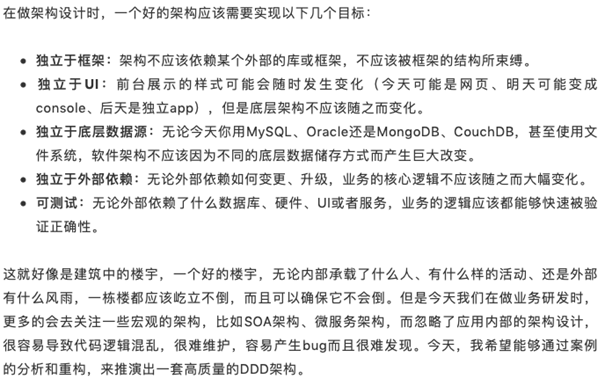 在做架构设计时，一个好的架构应该需要实现以下几个目标：
• 独立于框架：架构不应该依赖某个外部的库或框架，不应该被框架的结构所束缚。
• 独立于UI：前台展示的样式可能会随时发生变化（今天可能是网页、明天可能变成
console、后天是独立app），但是底层架构不应该随之而变化。
• 独立于底层数据源：无论今天你用MySQL、Oracle还是MongoDB、CouchDB，甚至使用文
件系统，软件架构不应该因为不同的底层数据储存方式而产生巨大改变。
• 独立于外部依赖：无论外部依赖如何变更、升级，业务的核心逻辑不应该随之而大幅变化。
• 可测试：无论外部依赖了什么数据库、硬件、UI或者服务，业务的逻辑应该都能够快速被验
证正确性。
这就好像是建筑中的楼宇，一个好的楼宇，无论内部承载了什么人、有什么样的活动、还是外部
有什么风雨，一栋楼都应该屹立不倒，而且可以确保它不会倒。但是今天我们在做业务研发时，
更多的会去关注一些宏观的架构，比如SOA架构、微服务架构，而忽略了应用内部的架构设计，
很容易导致代码逻辑混乱，很难维护，容易产生bug而且很难发现。今天，我希望能够通过案例
的分析和重构，来推演出一套高质量的DDD架构。